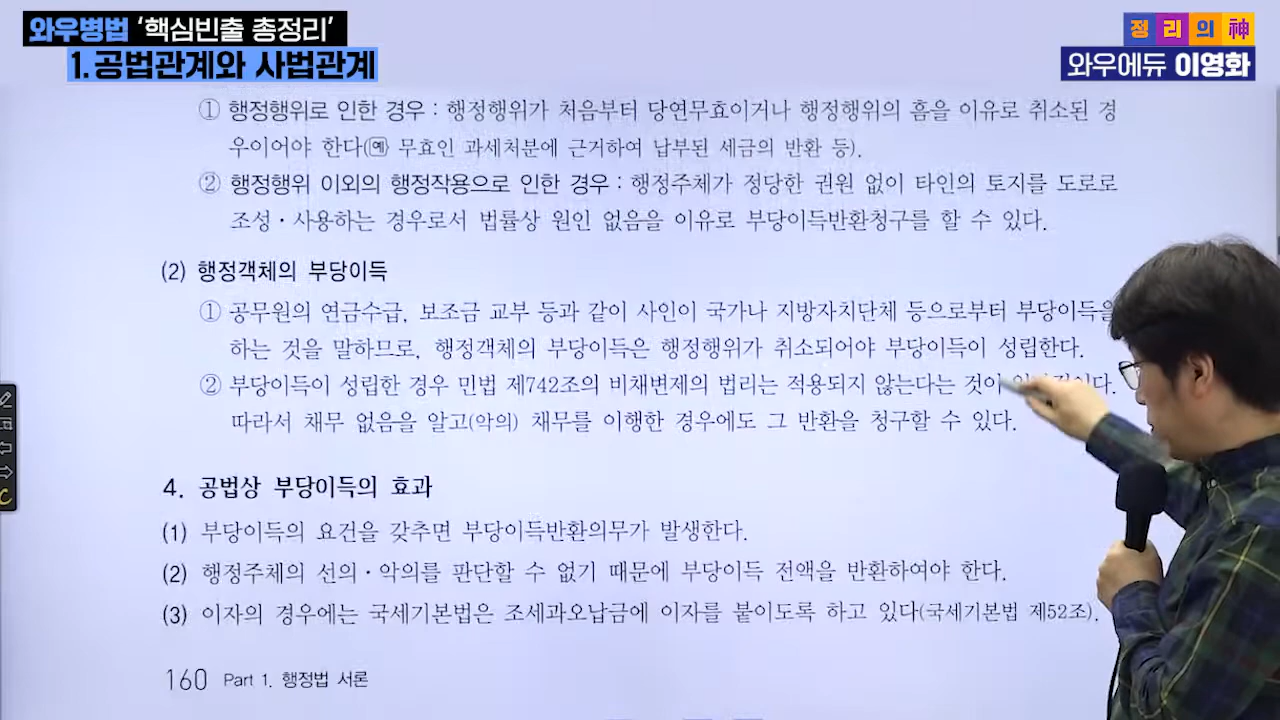 와우병법 '핵심빈출 총정리'
1. 공법관계와 사법관계
정리의神
와우에듀 이영화
① 행정행위로 인한 경우 : 행정행위가 처음부터 당연무효이거나 행정행위의 흠을 이유로 취소된 경
우이어야 한다(예 무효인 과세처분에 근거하여 납부된 세금의 반환 등).
② 행정행위 이외의 행정작용으로 인한 경우 : 행정주체가 정당한 권원 없이 타인의 토지를 도로로
조성·사용하는 경우로서 법률상 원인 없음을 이유로 부당이득반환청구를 할 수 있다.
(2) 행정객체의 부당이득
① 공무원의 연금수급, 보조금 교부 등과 같이 사인이 국가나 지방자치단체 등으로부터 부당이득을
하는 것을 말하므로, 행정객체의 부당이득은 행정행위가 취소되어야 부당이득이 성립한다.
② 부당이득이 성립한 경우 민법 제742조의 비채변제의 법리는 적용되지 않는다는 것이
따라서 채무 없음을 알고(악의) 채무를 이행한 경우에도 그 반환을 청구할 수 있다.
4. 공법상 부당이득의 효과
(1) 부당이득의 요건을 갖추면 부당이득반환의무가 발생한다.
(2) 행정주체의 선의·악의를 판단할 수 없기 때문에 부당이득 전액을 반환하여야 한다.
(3) 이자의 경우에는 국세기본법은 조세과오납금에 이자를 붙이도록 하고 있다(국세기본법 제52조).
160 Part 1. 행정법 서론